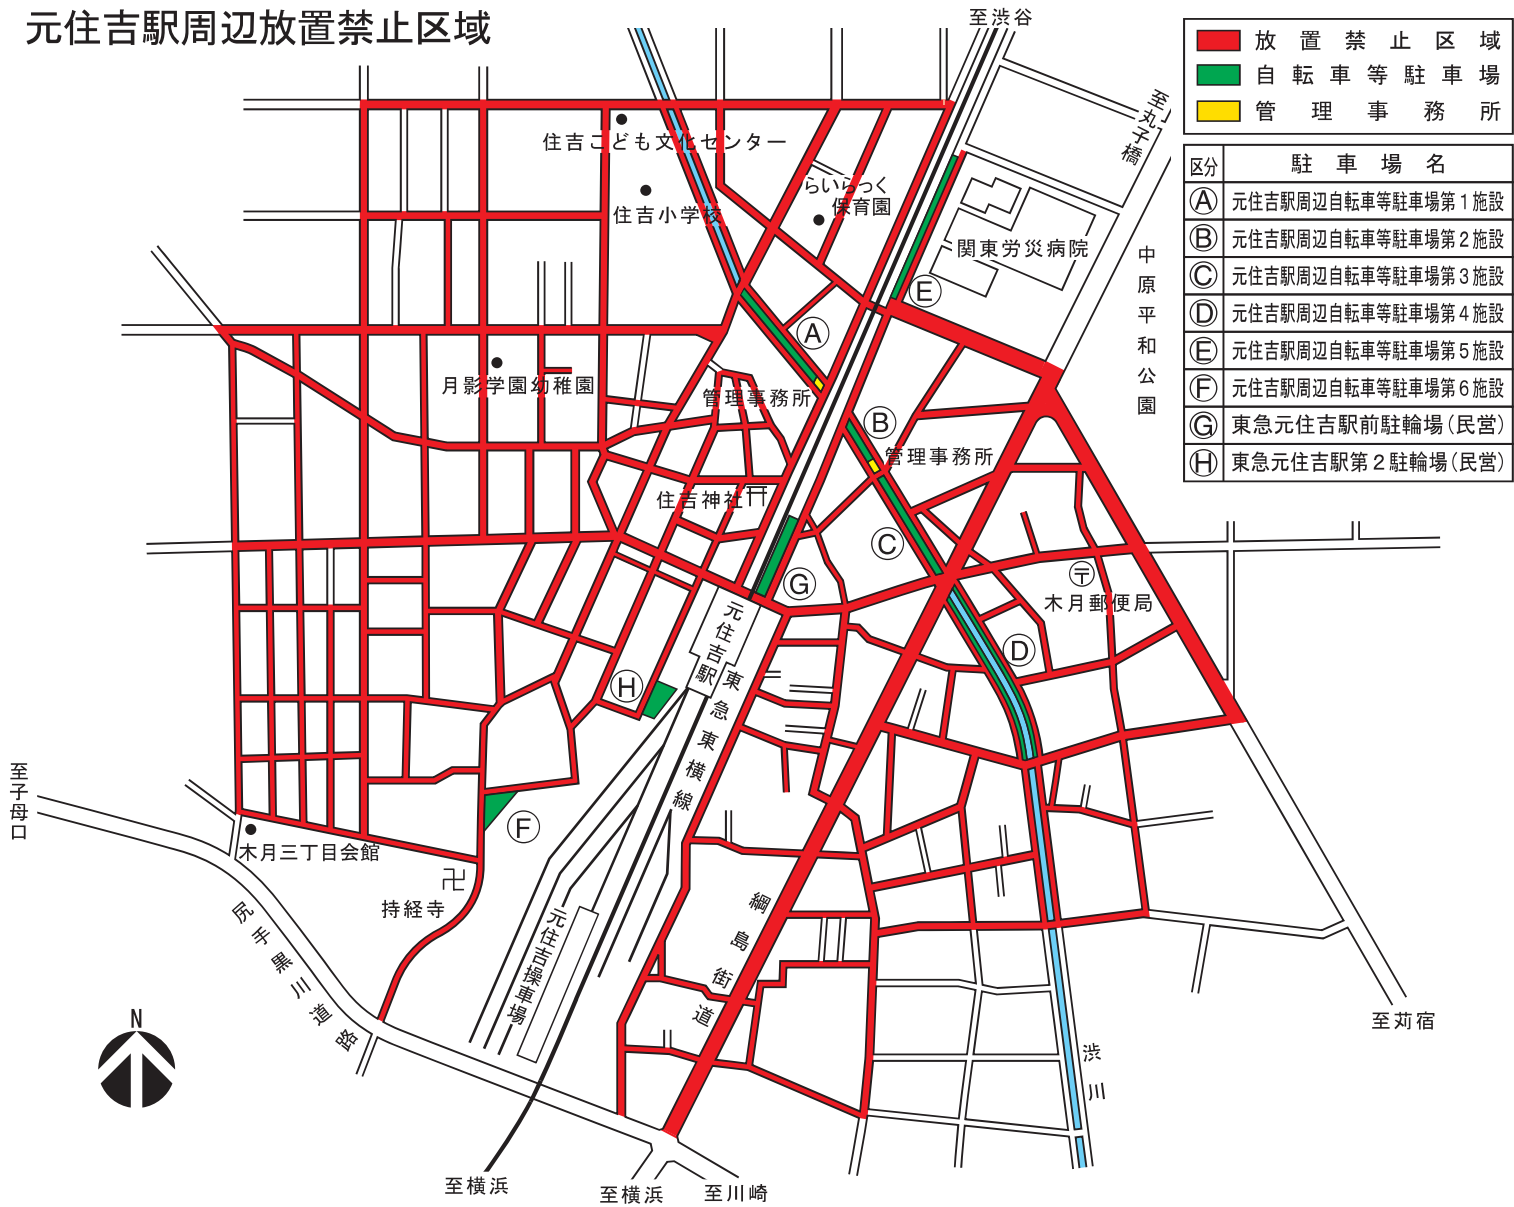 元住吉駅周辺放置禁止区域
至渋谷
放置禁止区域
自転車等駐車場
管理事務所
区分 駐車場名
A 元住吉駅周辺自転車等駐車場第1施設
B 元住吉駅周辺自転車等駐車場第2施設
C 元住吉駅周辺自転車等駐車場第3施設
D 元住吉駅周辺自転車等駐車場第4施設
E 元住吉駅周辺自転車等駐車場第5施設
F 元住吉駅周辺自転車等駐車場第6施設
G 東急元住吉駅前駐輪場(民営)
H 東急元住吉駅第2駐輪場(民営)
至丸子橋
住吉こども文化センター
らいらっく
保育園
住吉小学校
関東労災病院
中原平和公園
E
A
月影学園幼稚園
管理事務所
B
管理事務所
住吉神社
C
G
〒
木月郵便局
元住吉駅
D
H
東急東横線
至子母口
F
木月三丁目会館
卍
持経寺
尻手黒川道路
元住吉操車場
綱島街道
N
至苅宿
渋川
至横浜
至横浜
至川崎